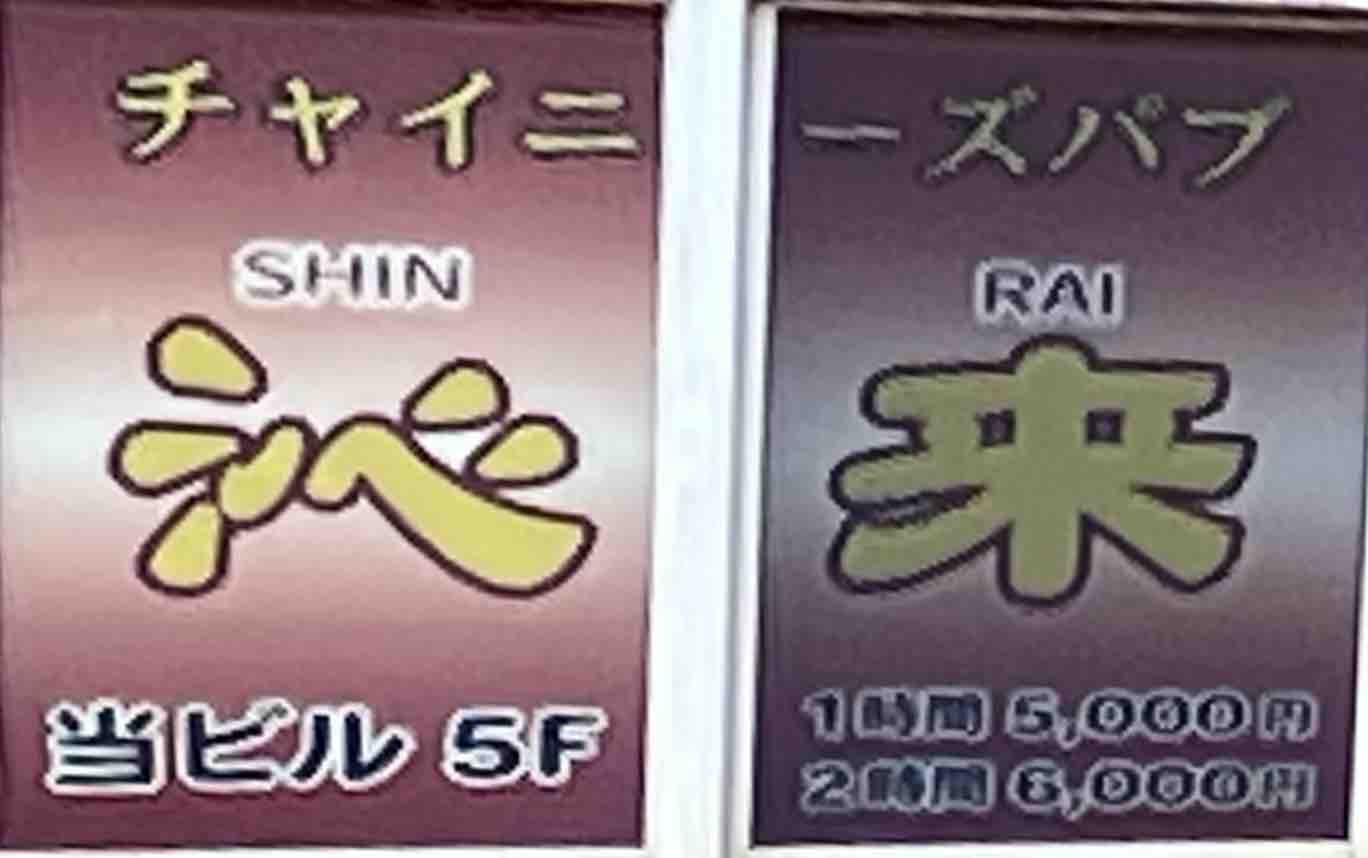 チャイニーズパブ
SHIN RAI
沁来
当ビル 5F
1時間 5,000円
2時間 6,000円